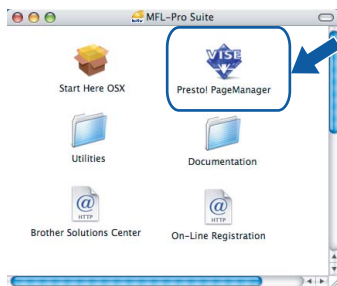 MFL-Pro Suite
VISE
Start Here OSX
Presto! PageManager
Utilities
Documentation
@
HTTP
@
HTTP
Brother Solutions Center
On-Line Registration